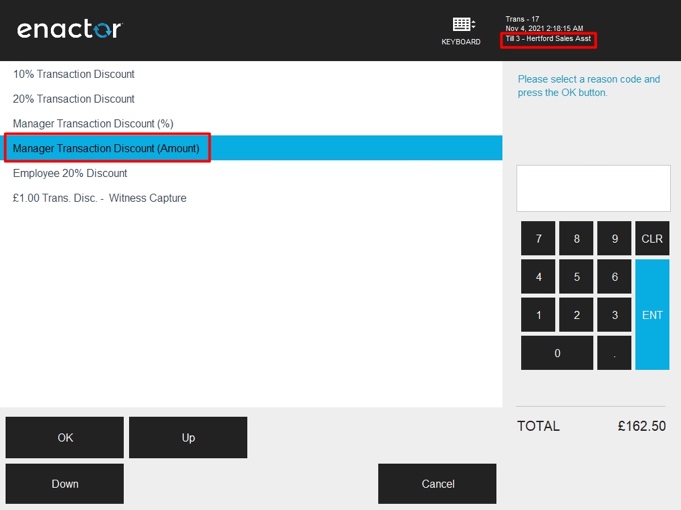 enactor
KEYBOARD
Trans - 17
Nov 4, 2021 2:18:15 AM
Till 3 - Hertford Sales Asst
10% Transaction Discount
20% Transaction Discount
Manager Transaction Discount (%)
Manager Transaction Discount (Amount)
Employee 20% Discount
£1.00 Trans. Disc. - Witness Capture
Please select a reason code and
press the OK button.
7 8 9 CLR
4 5 6
1 2 3 ENT
0 .
TOTAL £162.50
OK Up
Down Cancel